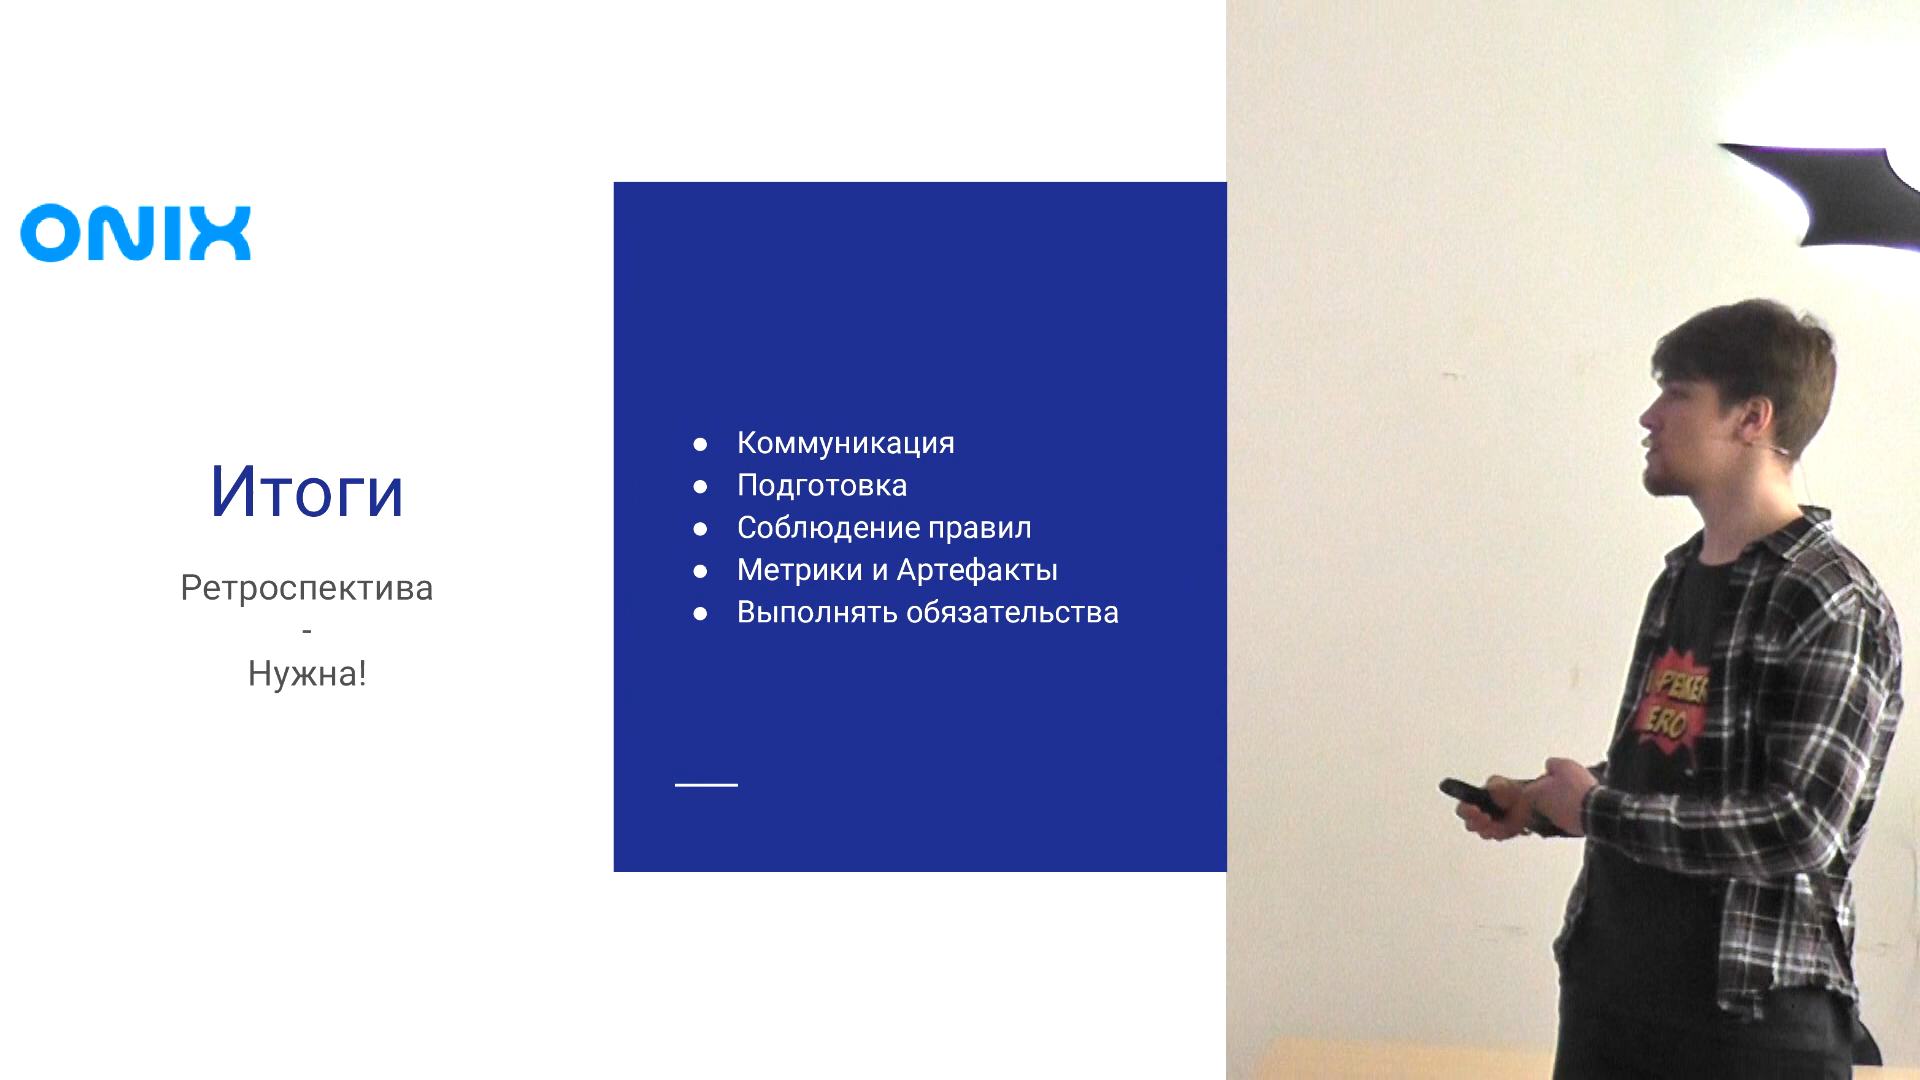 ONIX
Итоги
Ретроспектива
-
Нужна!
● Коммуникация
● Подготовка
● Соблюдение правил
● Метрики и Артефакты
● Выполнять обязательства